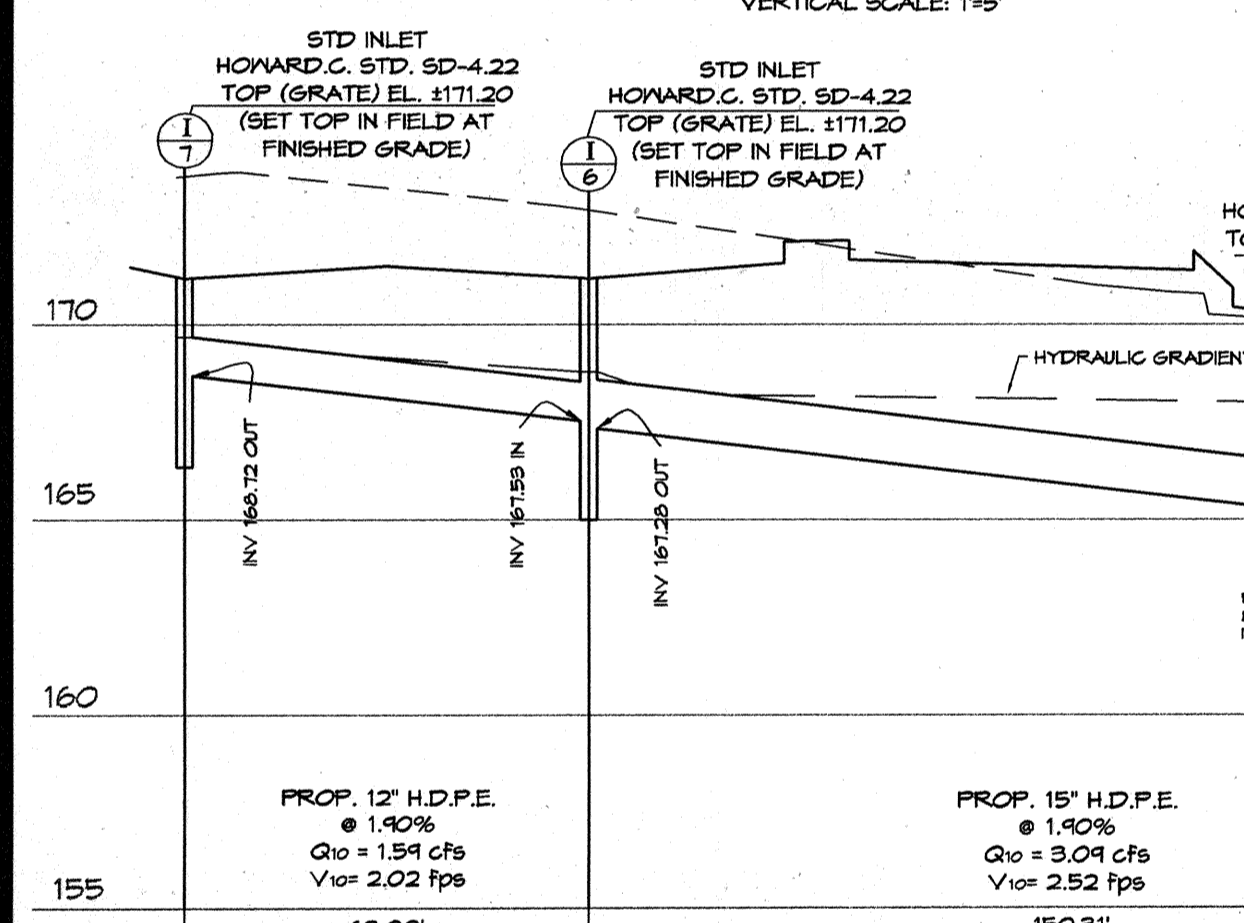 VERTICAL SCALE: 1"=5'
STD INLET
HOWARD.C. STD. SD-4.22
TOP (GRATE) EL. ±171.20
(SET TOP IN FIELD AT
FINISHED GRADE)
I
7
STD INLET
HOWARD.C. STD. SD-4.22
TOP (GRATE) EL. ±171.20
(SET TOP IN FIELD AT
FINISHED GRADE)
I
6
170
HYDRAULIC
165
INV 168.72 OUT
INV 167.53 IN
INV 167.28 OUT
160
PROP. 12" H.D.P.E.
@ 1.90%
Q10 = 1.59 cfs
V10= 2.02 fps
PROP. 15" H.D.P.E.
@ 1.90%
Q10 = 3.09 cfs
V10= 2.52 fps
155